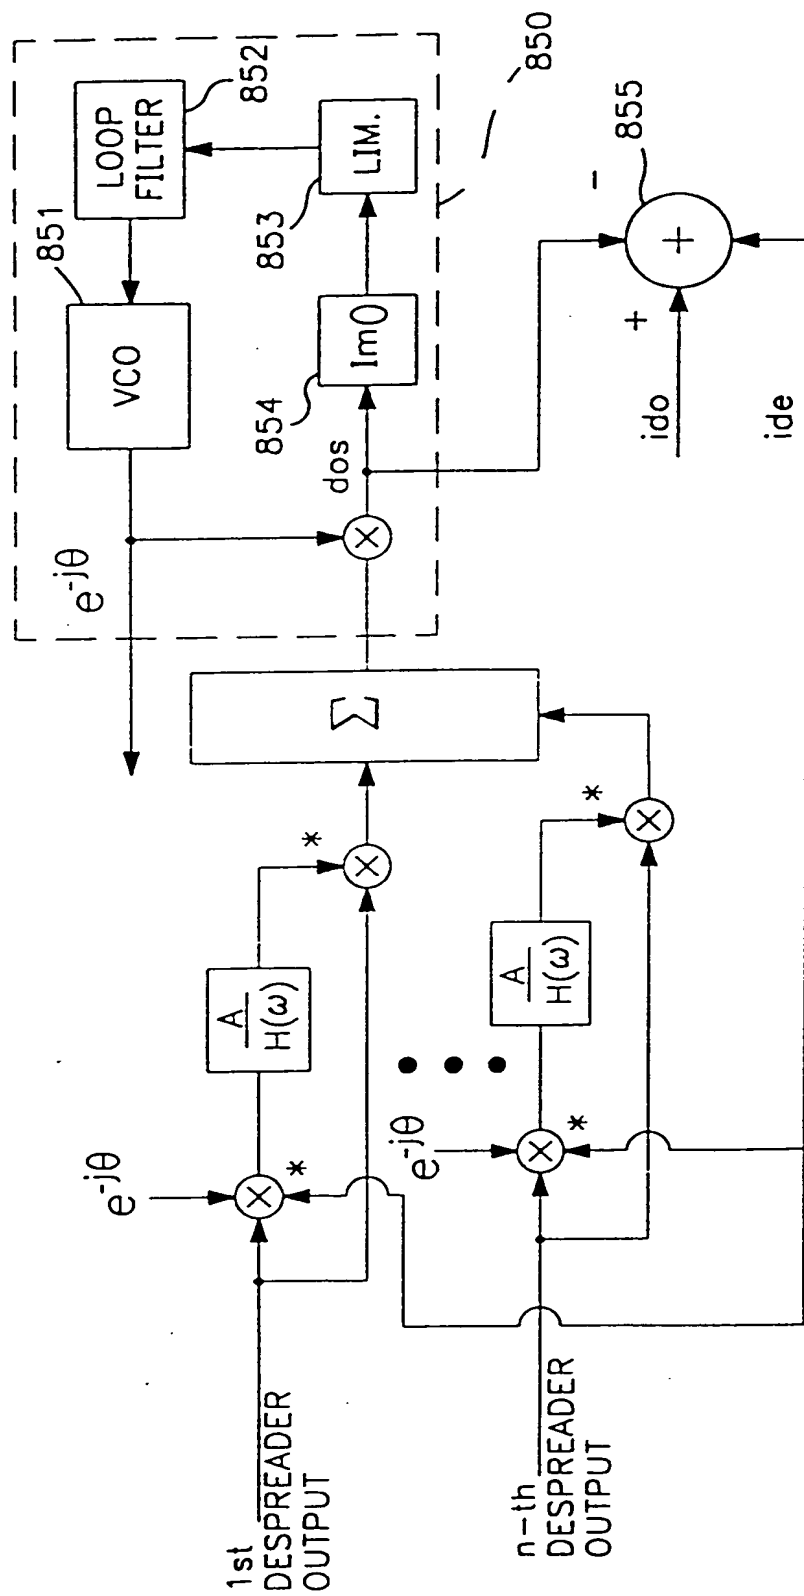 1st
DESPREADER
OUTPUT
n-th
DESPREADER
OUTPUT
e^-jθ
*
A
H(ω)
*
e^-jθ
*
A
H(ω)
*
Σ
e^-jθ
VCO
851
LOOP
FILTER
852
dos
Im()
854
LIM.
853
850
ido
+
ide
+
-
855